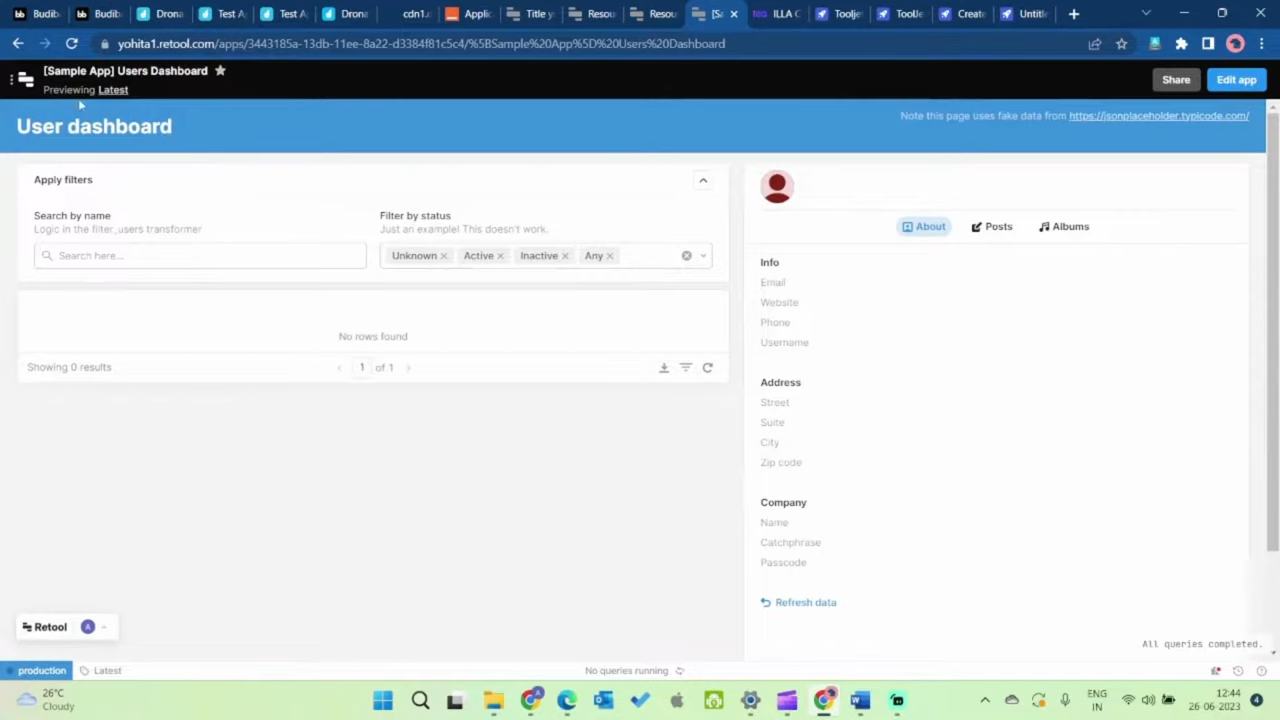 Budib
Budib
Drona
Test Ap
Test Ap
Drona
cdn1.
Applic
Title y
Resou
Resou
[Sa
ILLA C
Tooljet
ToolJe
Create
Untitle
yohita1.retool.com/apps/3443185a-13db-11ee-8a22-d3384f81c5c4/%5BSample%20App%5D%20Users%20Dashboard
[Sample App] Users Dashboard
Previewing Latest
Share
Edit app
User dashboard
Note this page uses fake data from https://jsonplaceholder.typicode.com/
Apply filters
Search by name
Logic in the filter_users transformer
Search here...
Filter by status
Just an example! This doesn't work.
Unknown
Active
Inactive
Any
No rows found
Showing 0 results
1 of 1
About
Posts
Albums
Info
Email
Website
Phone
Username
Address
Street
Suite
City
Zip code
Company
Name
Catchphrase
Passcode
Refresh data
Retool
A
All queries completed.
production
Latest
No queries running
26°C
Cloudy
ENG
IN
12:44
26-06-2023
4